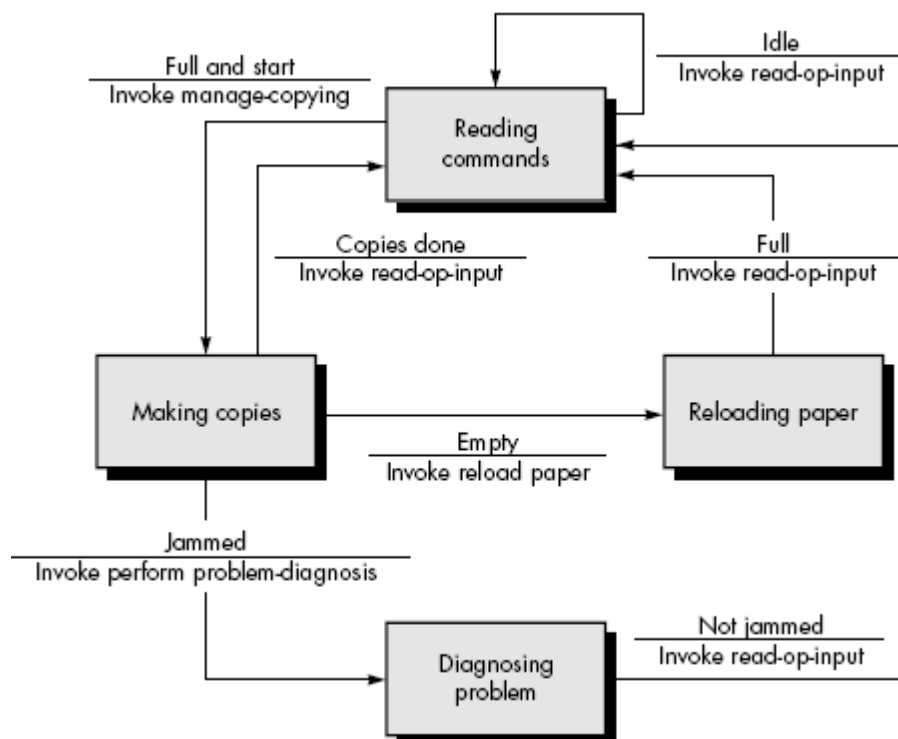 Full and start
Invoke manage-copying
Idle
Invoke read-op-input
Reading
commands
Copies done
Invoke read-op-input
Full
Invoke read-op-input
Making copies
Reloading paper
Empty
Invoke reload paper
Jammed
Invoke perform problem-diagnosis
Diagnosing
problem
Not jammed
Invoke read-op-input